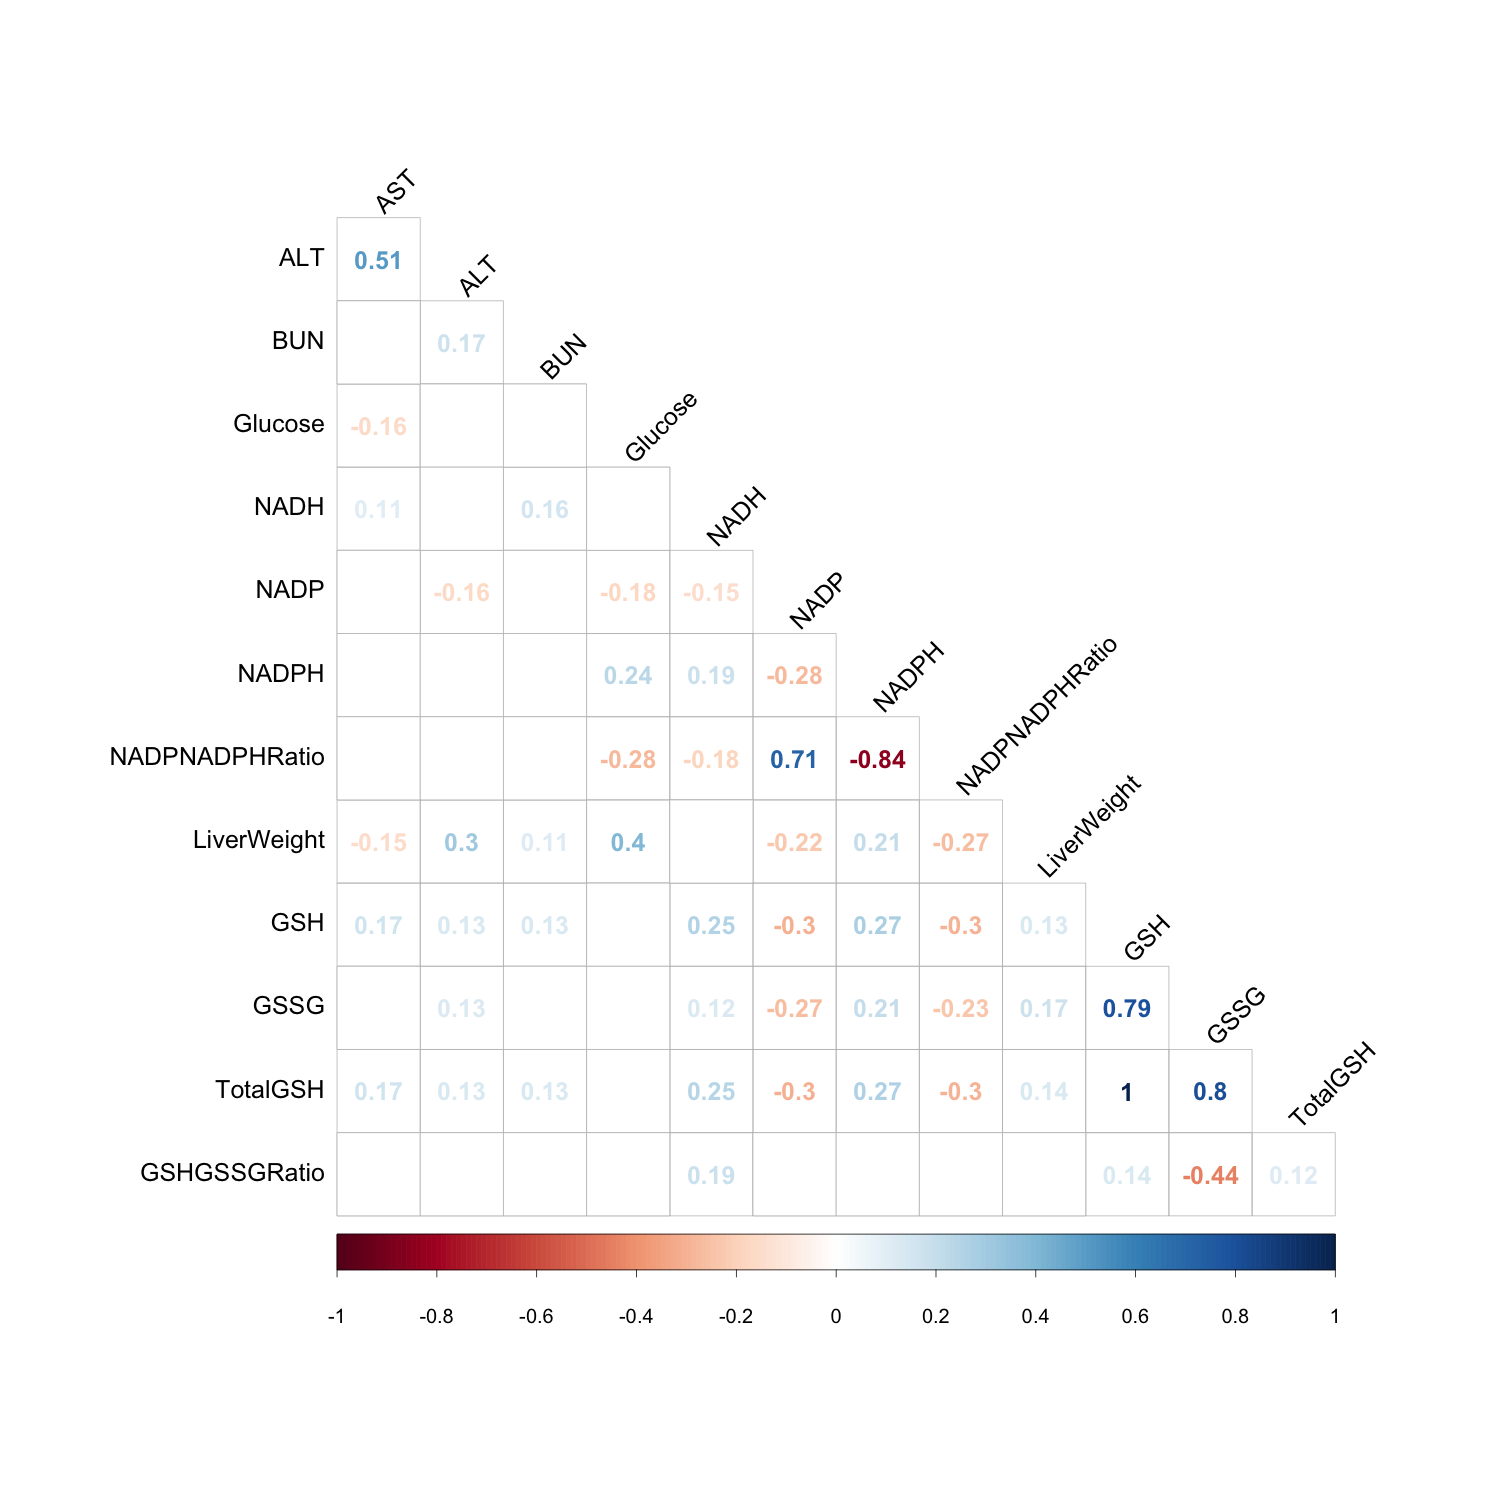 AST
ALT 0.51
ALT
BUN 0.17
BUN
Glucose -0.16
Glucose
NADH 0.11 0.16
NADH
NADP -0.16 -0.18 -0.15
NADP
NADPH 0.24 0.19 -0.28
NADPH
NADPNADPHRatio -0.28 -0.18 0.71 -0.84
NADPNADPHRatio
LiverWeight -0.15 0.3 0.11 0.4 -0.22 0.21 -0.27
LiverWeight
GSH 0.17 0.13 0.13 0.25 -0.3 0.27 -0.3 0.13
GSH
GSSG 0.13 0.12 -0.27 0.21 -0.23 0.17 0.79
GSSG
TotalGSH 0.17 0.13 0.13 0.25 -0.3 0.27 -0.3 0.14 1 0.8
TotalGSH
GSHGSSGRatio 0.19 0.14 -0.44 0.12
-1 -0.8 -0.6 -0.4 -0.2 0 0.2 0.4 0.6 0.8 1